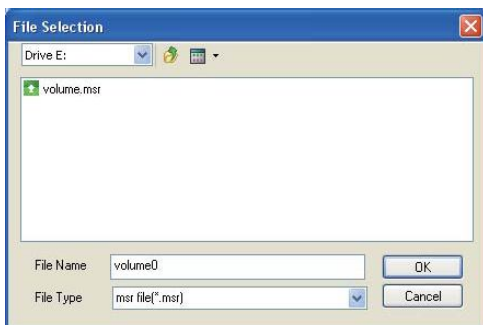 File Selection
Drive E:
volume.msr
File Name volume0 OK
File Type msr file(*.msr) Cancel